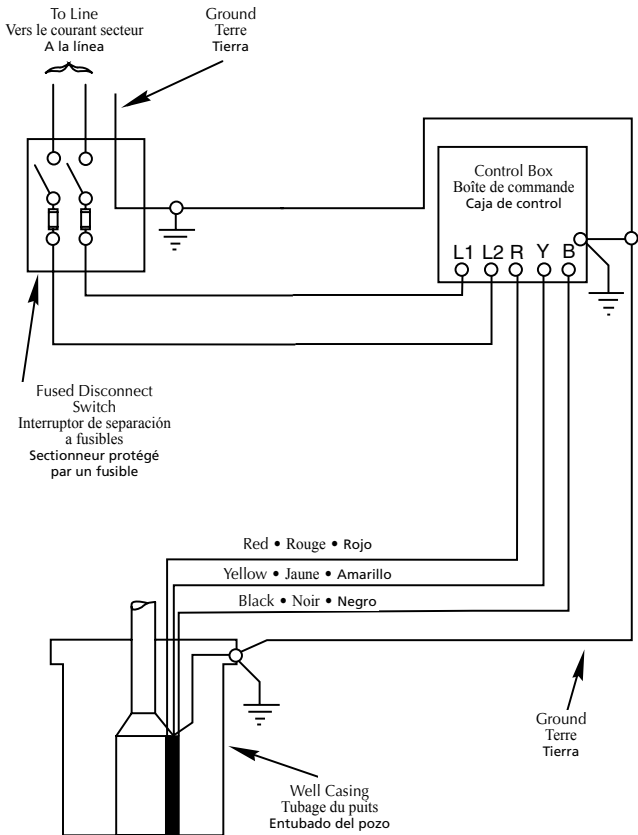 To Line
Vers le courant secteur
A la línea
Ground
Terre
Tierra
Control Box
Boîte de commande
Caja de control
L1 L2 R Y B
Fused Disconnect
Switch
Interruptor de separación
a fusibles
Sectionneur protégé
par un fusible
Red • Rouge • Rojo
Yellow • Jaune • Amarillo
Black • Noir • Negro
Ground
Terre
Tierra
Well Casing
Tubage du puits
Entubado del pozo